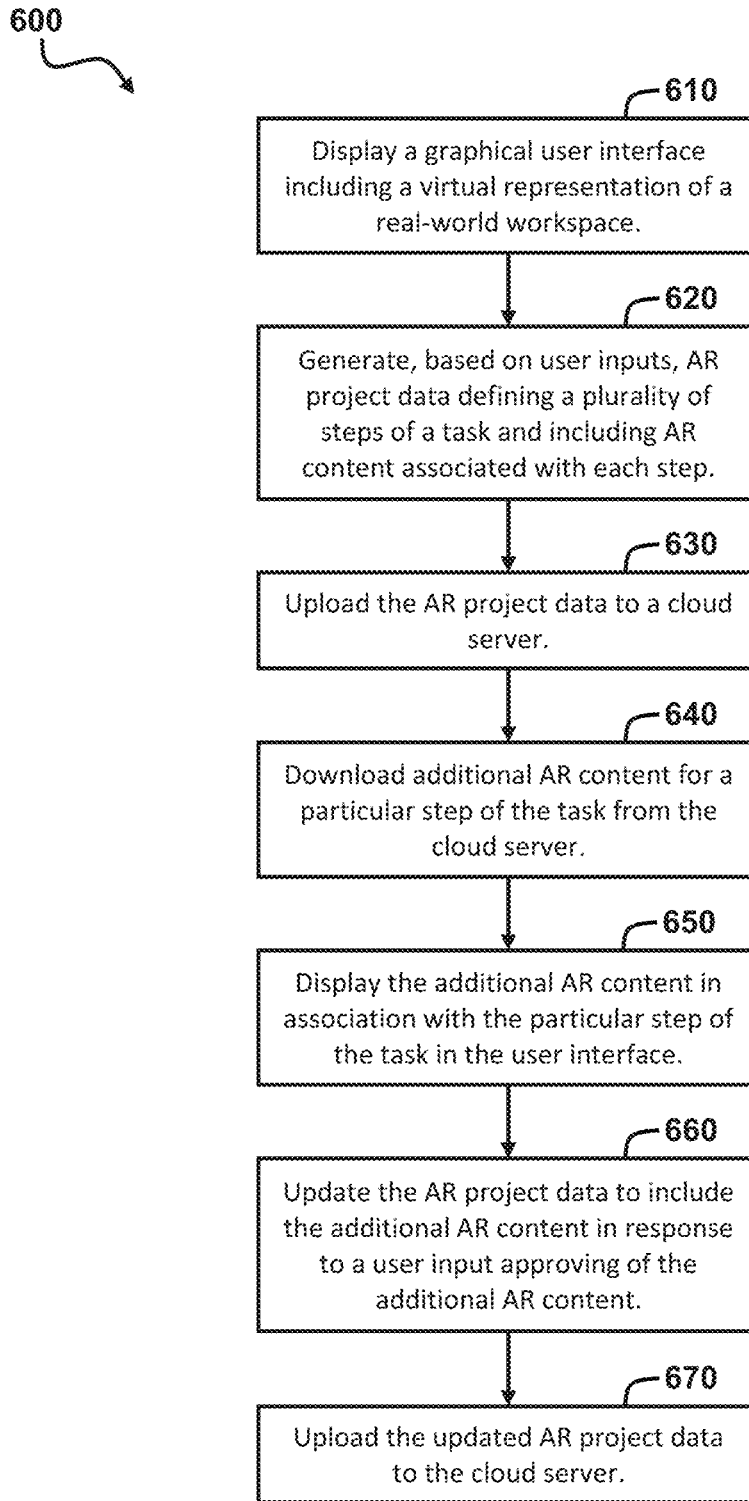 600
610
Display a graphical user interface
including a virtual representation of a
real-world workspace.
620
Generate, based on user inputs, AR
project data defining a plurality of
steps of a task and including AR
content associated with each step.
630
Upload the AR project data to a cloud
server.
640
Download additional AR content for a
particular step of the task from the
cloud server.
650
Display the additional AR content in
association with the particular step of
the task in the user interface.
660
Update the AR project data to include
the additional AR content in response
to a user input approving of the
additional AR content.
670
Upload the updated AR project data
to the cloud server.